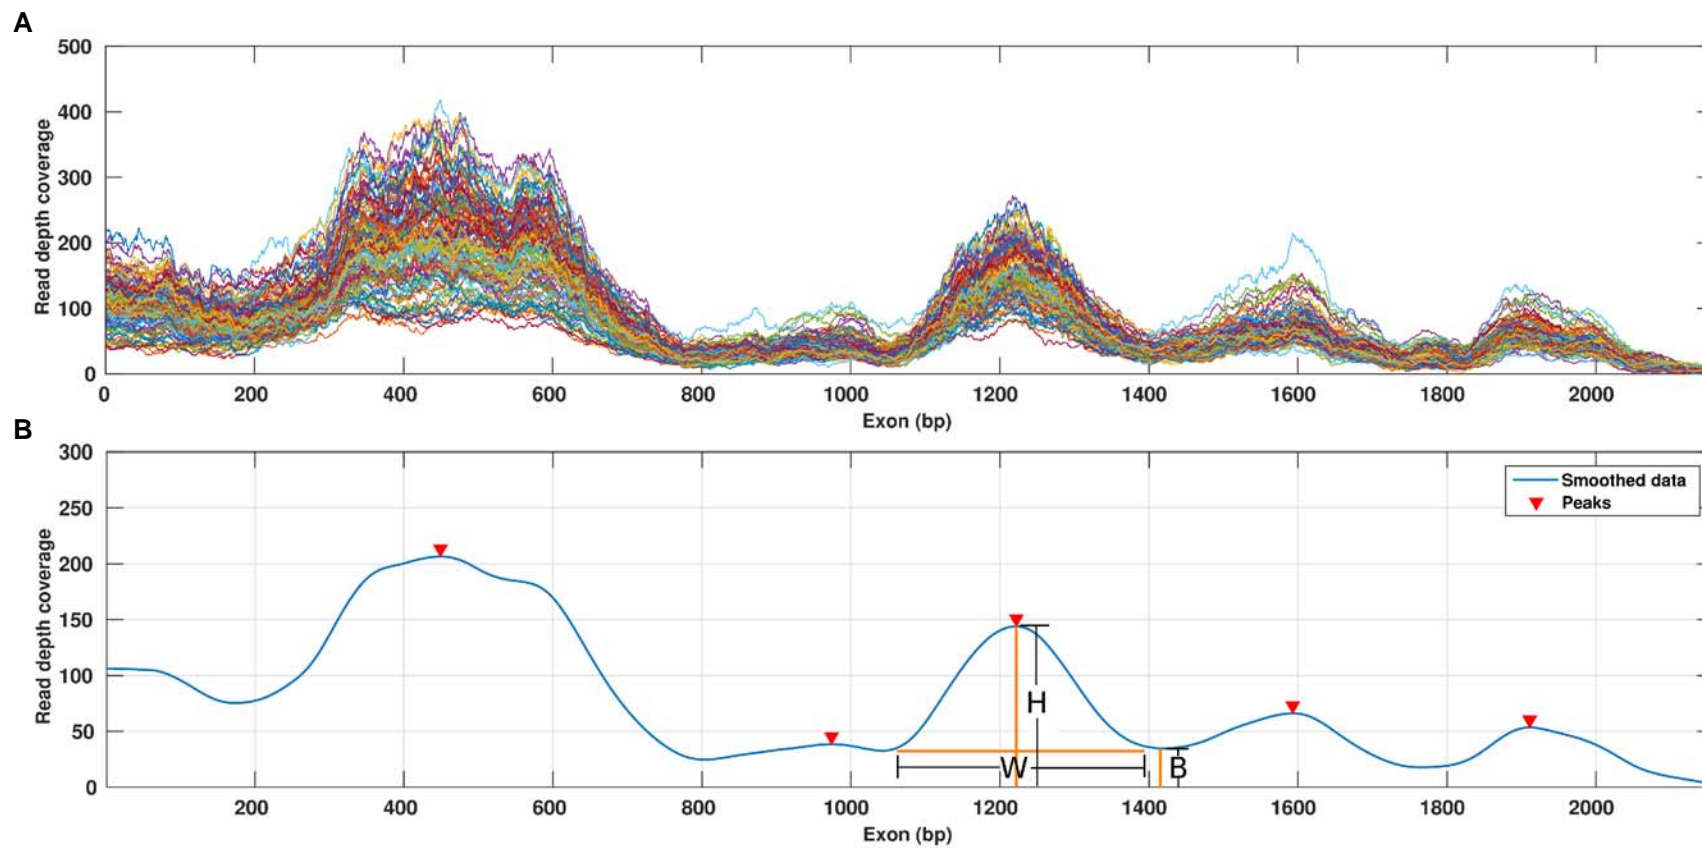 A
500
400
300
200
100
0
Read depth coverage
0 200 400 600 800 1000 1200 1400 1600 1800 2000
Exon (bp)
B
300
250
200
150
100
50
0
Read depth coverage
Smoothed data
Peaks
H
W
B
200 400 600 800 1000 1200 1400 1600 1800 2000
Exon (bp)